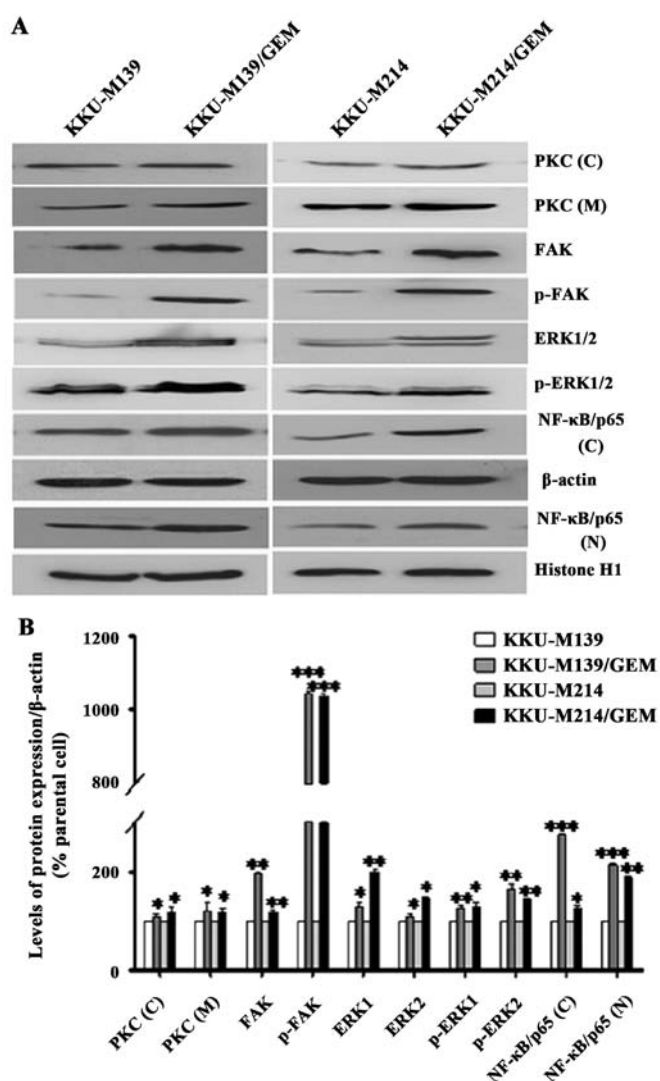 A
KKU-M139
KKU-M139/GEM
KKU-M214
KKU-M214/GEM
PKC (C)
PKC (M)
FAK
p-FAK
ERK1/2
p-ERK1/2
NF-κB/p65
(C)
β-actin
NF-κB/p65
(N)
Histone H1
B
KKU-M139
KKU-M139/GEM
KKU-M214
KKU-M214/GEM
Levels of protein expression/β-actin
(% parental cell)
1200
1000
800
200
0
*** ***
** **
* *
* *
* **
* *
** *
** **
*** *
*** **
PKC (C)
PKC (M)
FAK
p-FAK
ERK1
ERK2
p-ERK1
p-ERK2
NF-κB/p65 (C)
NF-κB/p65 (N)